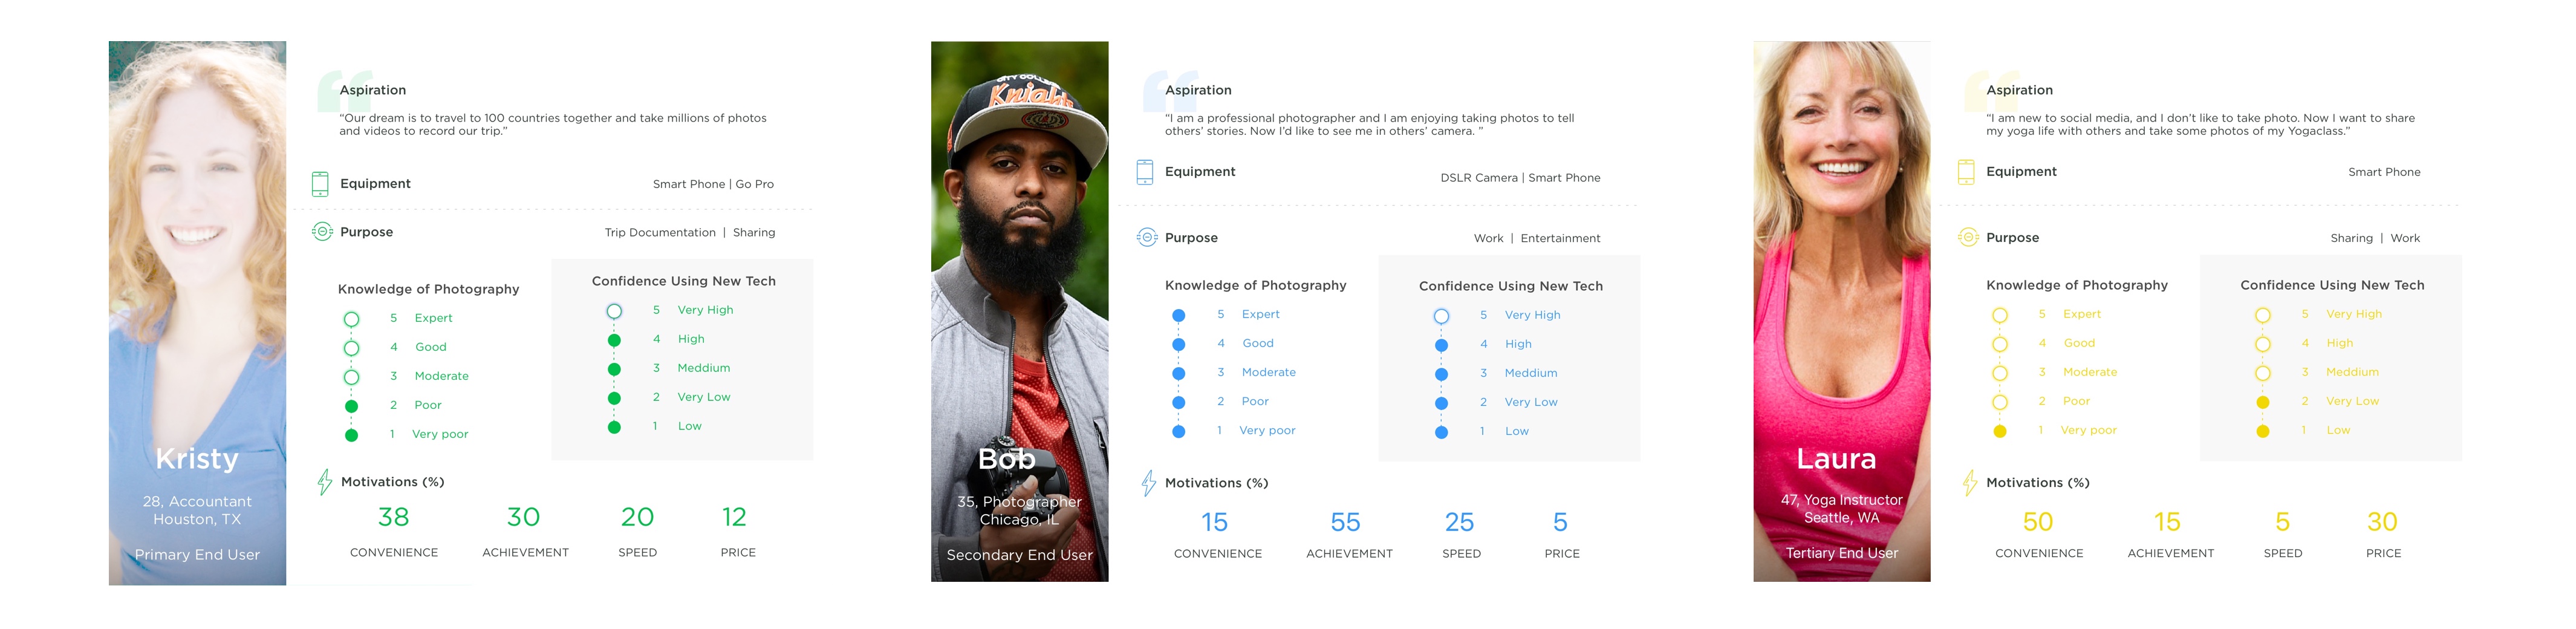 Aspiration
“Our dream is to travel to 100 countries together and take millions of photos
and videos to record our trip.”
Equipment
Smart Phone | Go Pro
Purpose
Trip Documentation | Sharing
Knowledge of Photography
5 Expert
4 Good
3 Moderate
2 Poor
1 Very poor
Confidence Using New Tech
5 Very High
4 High
3 Meddium
2 Very Low
1 Low
Kristy
28, Accountant
Houston, TX
Primary End User
Motivations (%)
38 30 20 12
CONVENIENCE ACHIEVEMENT SPEED PRICE
Knight
Aspiration
“I am a professional photographer and I am enjoying taking photos to tell
others’ stories. Now I’d like to see me in others’ camera. ”
Equipment
DSLR Camera | Smart Phone
Purpose
Work | Entertainment
Knowledge of Photography
5 Expert
4 Good
3 Moderate
2 Poor
1 Very poor
Confidence Using New Tech
5 Very High
4 High
3 Meddium
2 Very Low
1 Low
Bob
35, Photographer
Chicago, IL
Secondary End User
Motivations (%)
15 55 25 5
CONVENIENCE ACHIEVEMENT SPEED PRICE
Aspiration
“I am new to social media, and I don’t like to take photo. Now I want to share
my yoga life with others and take some photos of my Yogaclass.”
Equipment
Smart Phone
Purpose
Sharing | Work
Knowledge of Photography
5 Expert
4 Good
3 Moderate
2 Poor
1 Very poor
Confidence Using New Tech
5 Very High
4 High
3 Meddium
2 Very Low
1 Low
Laura
47, Yoga Instructor
Seattle, WA
Tertiary End User
Motivations (%)
50 15 5 30
CONVENIENCE ACHIEVEMENT SPEED PRICE